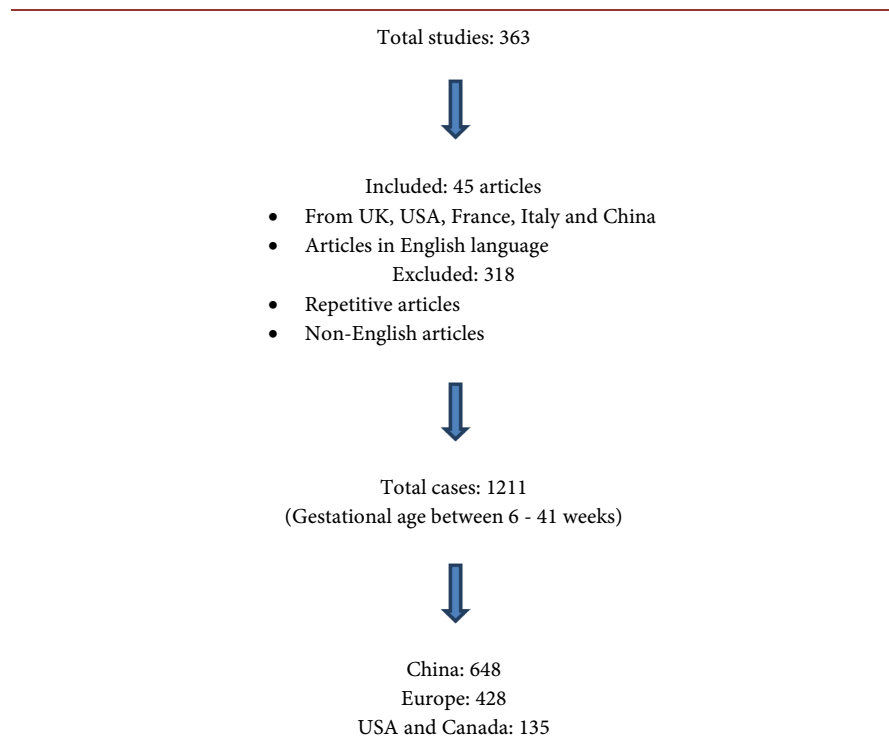 Total studies: 363
Included: 45 articles
• From UK, USA, France, Italy and China
• Articles in English language
Excluded: 318
• Repetitive articles
• Non-English articles
Total cases: 1211
(Gestational age between 6 - 41 weeks)
China: 648
Europe: 428
USA and Canada: 135